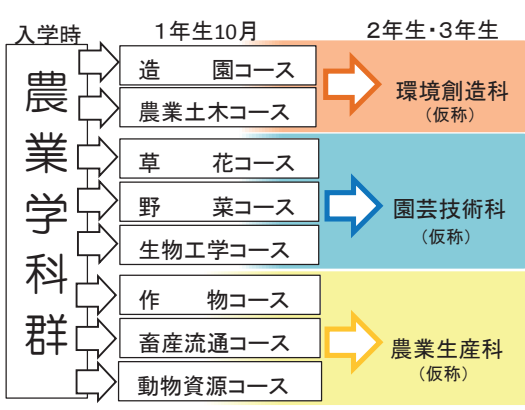 入学時
1年生10月
2年生・3年生
農業学科群
造　園コース
農業土木コース
環境創造科
(仮称)
草　花コース
野　菜コース
生物工学コース
園芸技術科
(仮称)
作　物コース
畜産流通コース
動物資源コース
農業生産科
(仮称)